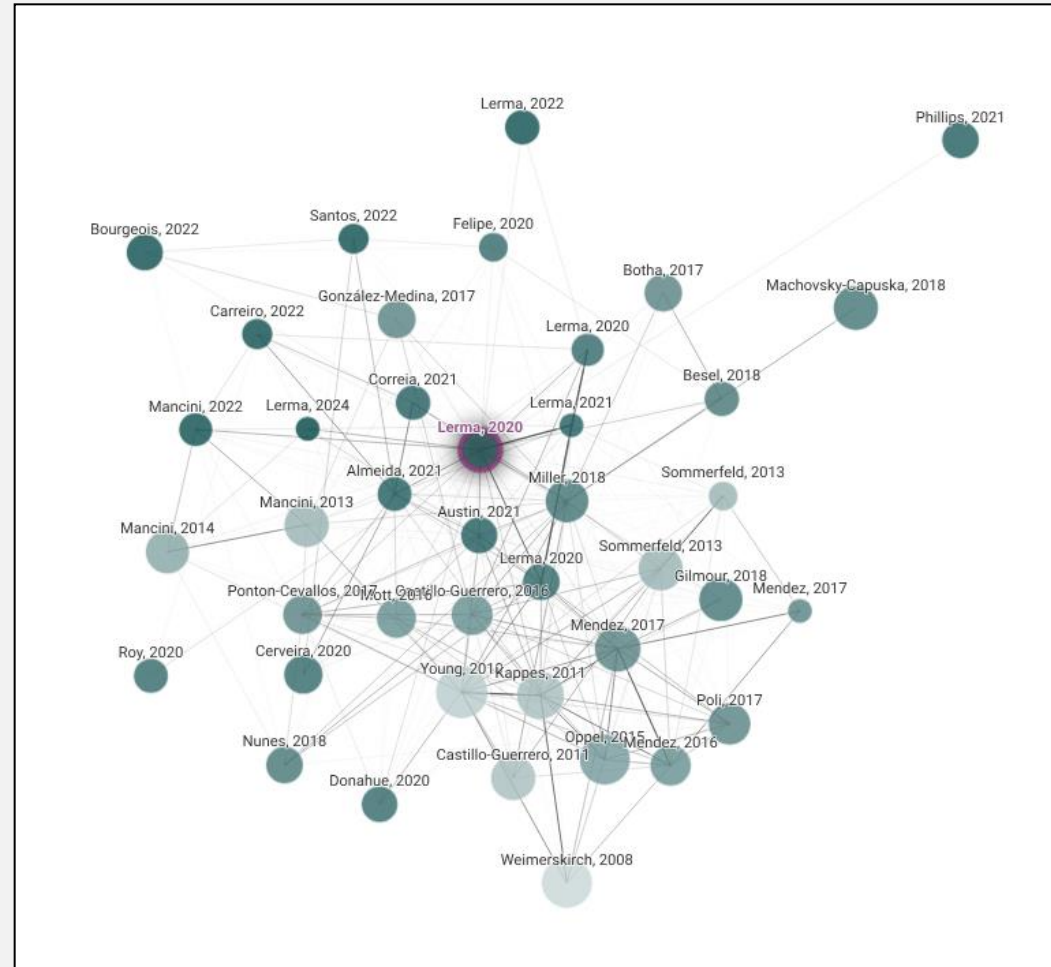 Lerma, 2022
Phillips, 2021
Santos, 2022
Bourgeois, 2022
Felipe, 2020
Botha, 2017
Machovsky-Capuska, 2018
González-Medina, 2017
Carreiro, 2022
Lerma, 2020
Besel, 2018
Correia, 2021
Lerma, 2021
Mancini, 2022
Lerma, 2024
Lerma, 2020
Almeida, 2021
Miller, 2018
Sommerfeld, 2013
Mancini, 2013
Austin, 2021
Mancini, 2014
Sommerfeld, 2013
Lerma, 2020
Gilmour, 2018
Mendez, 2017
Ponton-Cevallos, 2017
Mott, 2016
Castillo-Guerrero, 2016
Mendez, 2017
Roy, 2020
Cerveira, 2020
Young, 2010
Kappes, 2011
Poli, 2017
Nunes, 2018
Oppel, 2015
Mendez, 2016
Castillo-Guerrero, 2011
Donahue, 2020
Weimerskirch, 2008